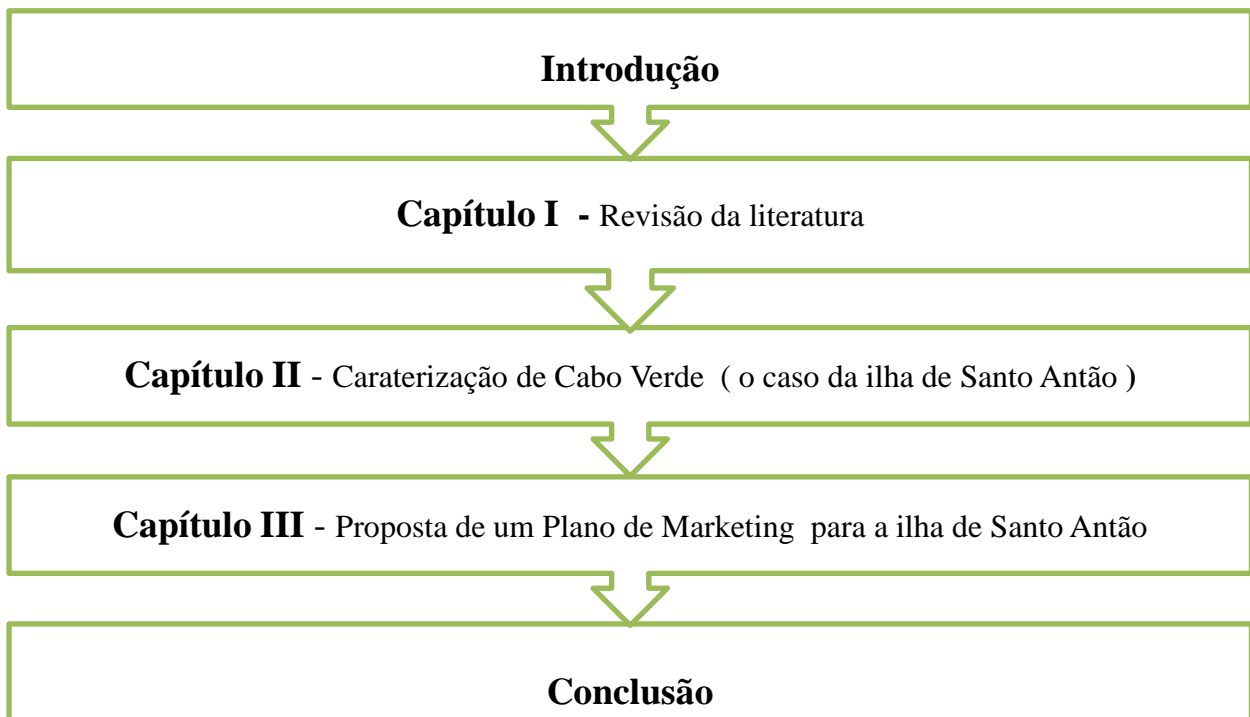 Introdução
Capítulo I - Revisão da literatura
Capítulo II - Caraterização de Cabo Verde ( o caso da ilha de Santo Antão )
Capítulo III - Proposta de um Plano de Marketing para a ilha de Santo Antão
Conclusão